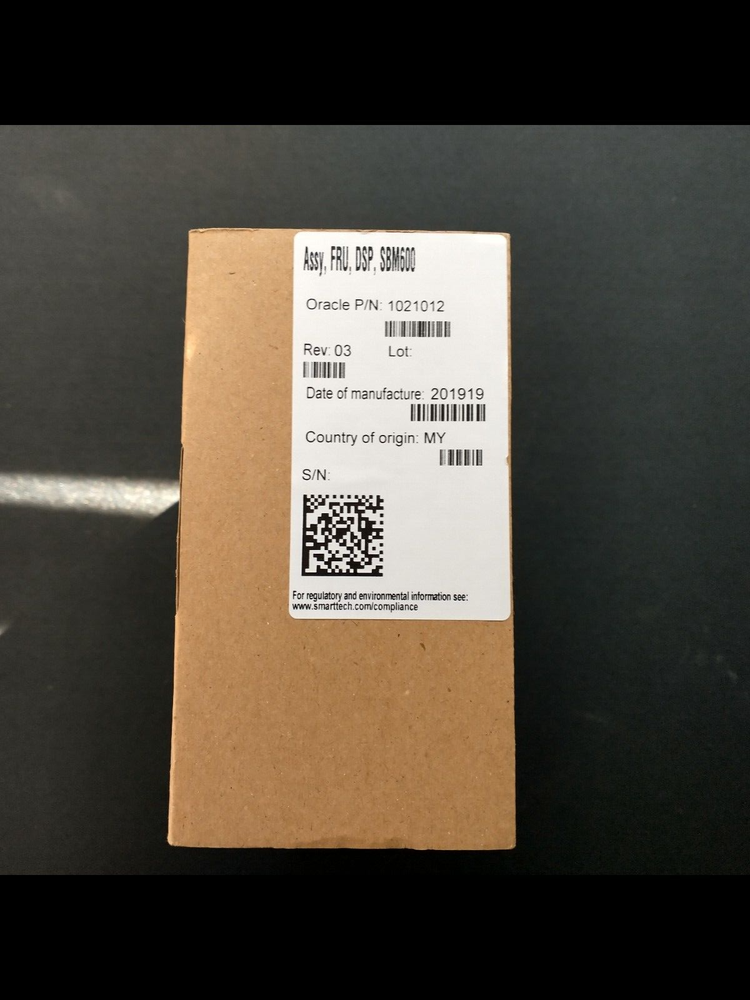 Assy, FRU, DSP, SBM600
Oracle P/N: 1021012
Rev: 03 Lot:
Date of manufacture: 201919
Country of origin: MY
S/N:
For regulatory and environmental information see:
www.smarttech.com/compliance